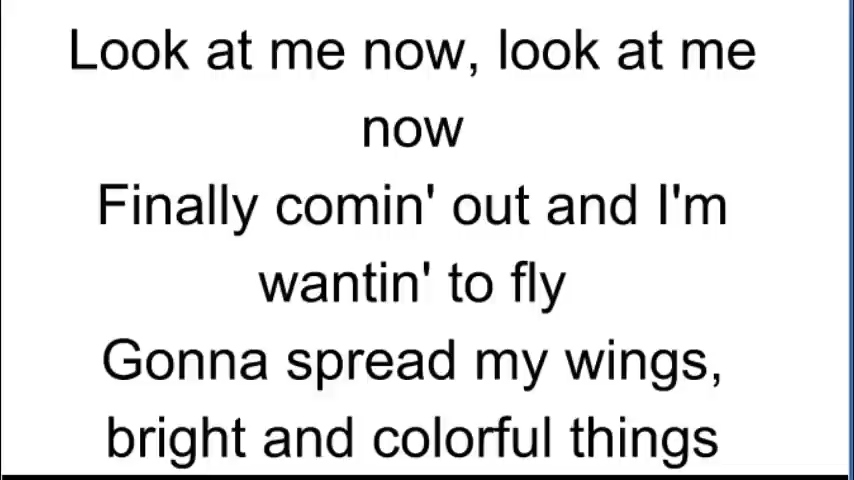 Look at me now, look at me
now
Finally comin' out and I'm
wantin' to fly
Gonna spread my wings,
bright and colorful things